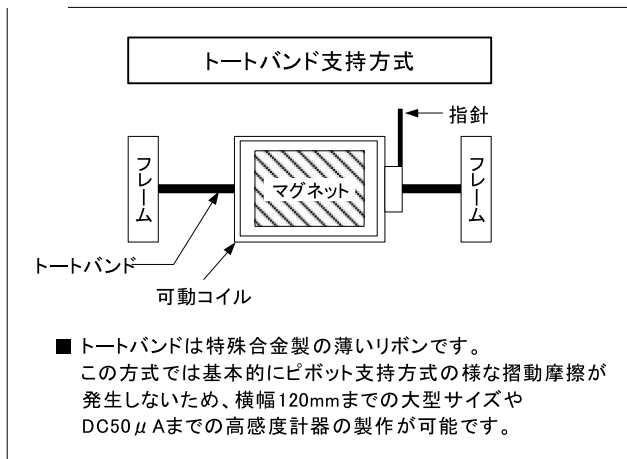 トートバンド支持方式
指針
フレーム
マグネット
フレーム
トートバンド
可動コイル
■ トートバンドは特殊合金製の薄いリボンです。
この方式では基本的にピボット支持方式の様な摺動摩擦が
発生しないため、横幅120mmまでの大型サイズや
DC50μAまでの高感度計器の製作が可能です。